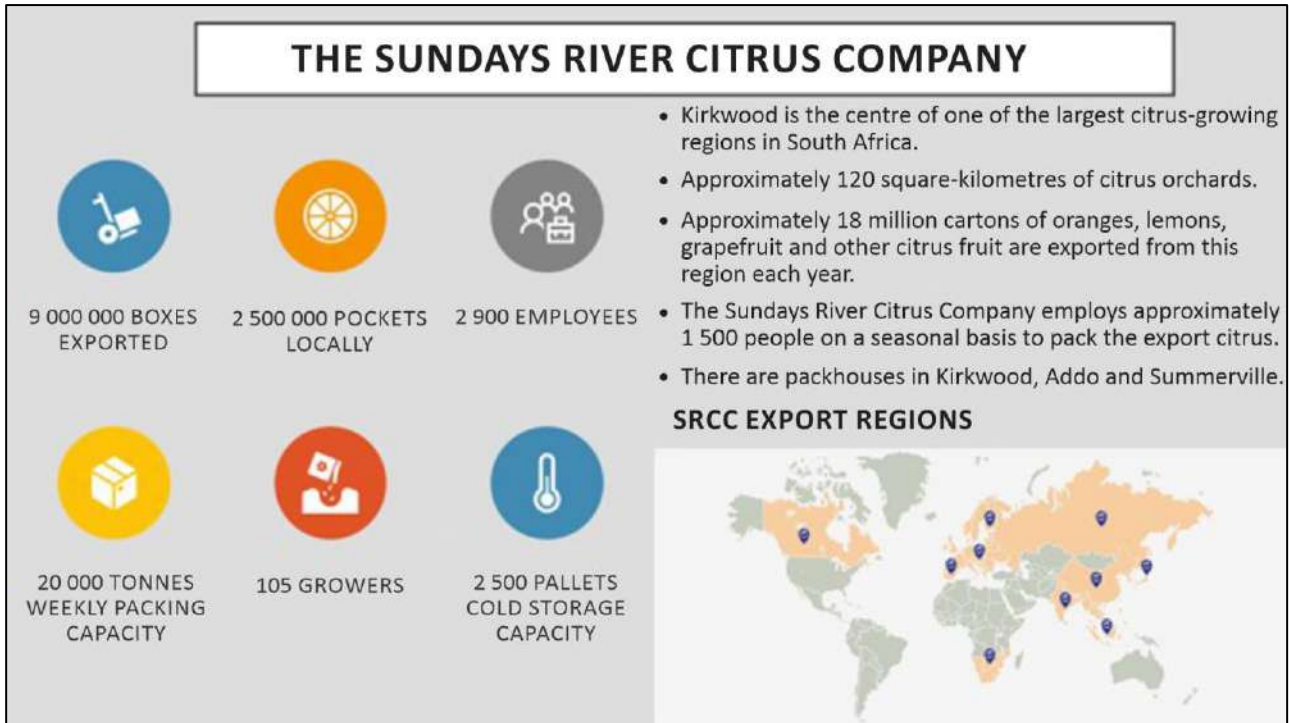 THE SUNDAYS RIVER CITRUS COMPANY
9 000 000 BOXES
EXPORTED
2 500 000 POCKETS
LOCALLY
2 900 EMPLOYEES
20 000 TONNES
WEEKLY PACKING
CAPACITY
105 GROWERS
2 500 PALLETS
COLD STORAGE
CAPACITY
• Kirkwood is the centre of one of the largest citrus-growing
regions in South Africa.
• Approximately 120 square-kilometres of citrus orchards.
• Approximately 18 million cartons of oranges, lemons,
grapefruit and other citrus fruit are exported from this
region each year.
• The Sundays River Citrus Company employs approximately
1 500 people on a seasonal basis to pack the export citrus.
• There are packhouses in Kirkwood, Addo and Summerville.
SRCC EXPORT REGIONS